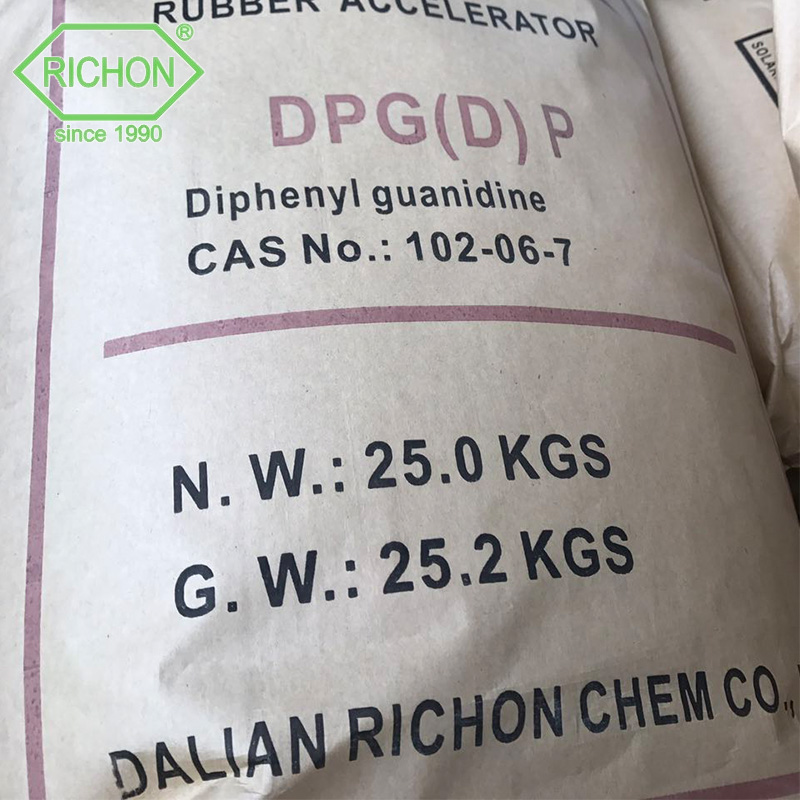 RUBBER ACCELERATOR
RICHON®
since 1990
DPG(D) P
Diphenyl guanidine
CAS No.: 102-06-7
N. W.: 25.0 KGS
G. W.: 25.2 KGS
DALIAN RICHON CHEM CO.,